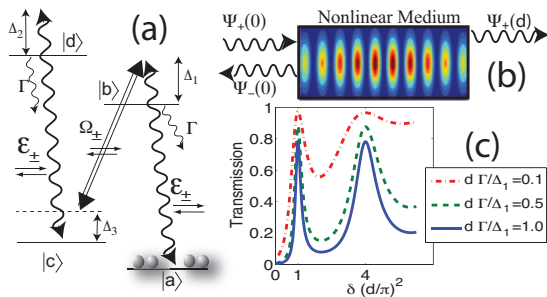 (a)
Δ₂
|d⟩
Γ
|b⟩
Δ₁
Γ
Ω±
ε±
ε±
Δ₃
|c⟩
|a⟩
Ψ₊(0)
Nonlinear Medium
Ψ₊(d)
Ψ₋(0)
(b)
(c)
Transmission
1
0.8
0.6
0.4
0.2
0
0 1 4
δ (d/π)²
d Γ/Δ₁=0.1
d Γ/Δ₁=0.5
d Γ/Δ₁=1.0